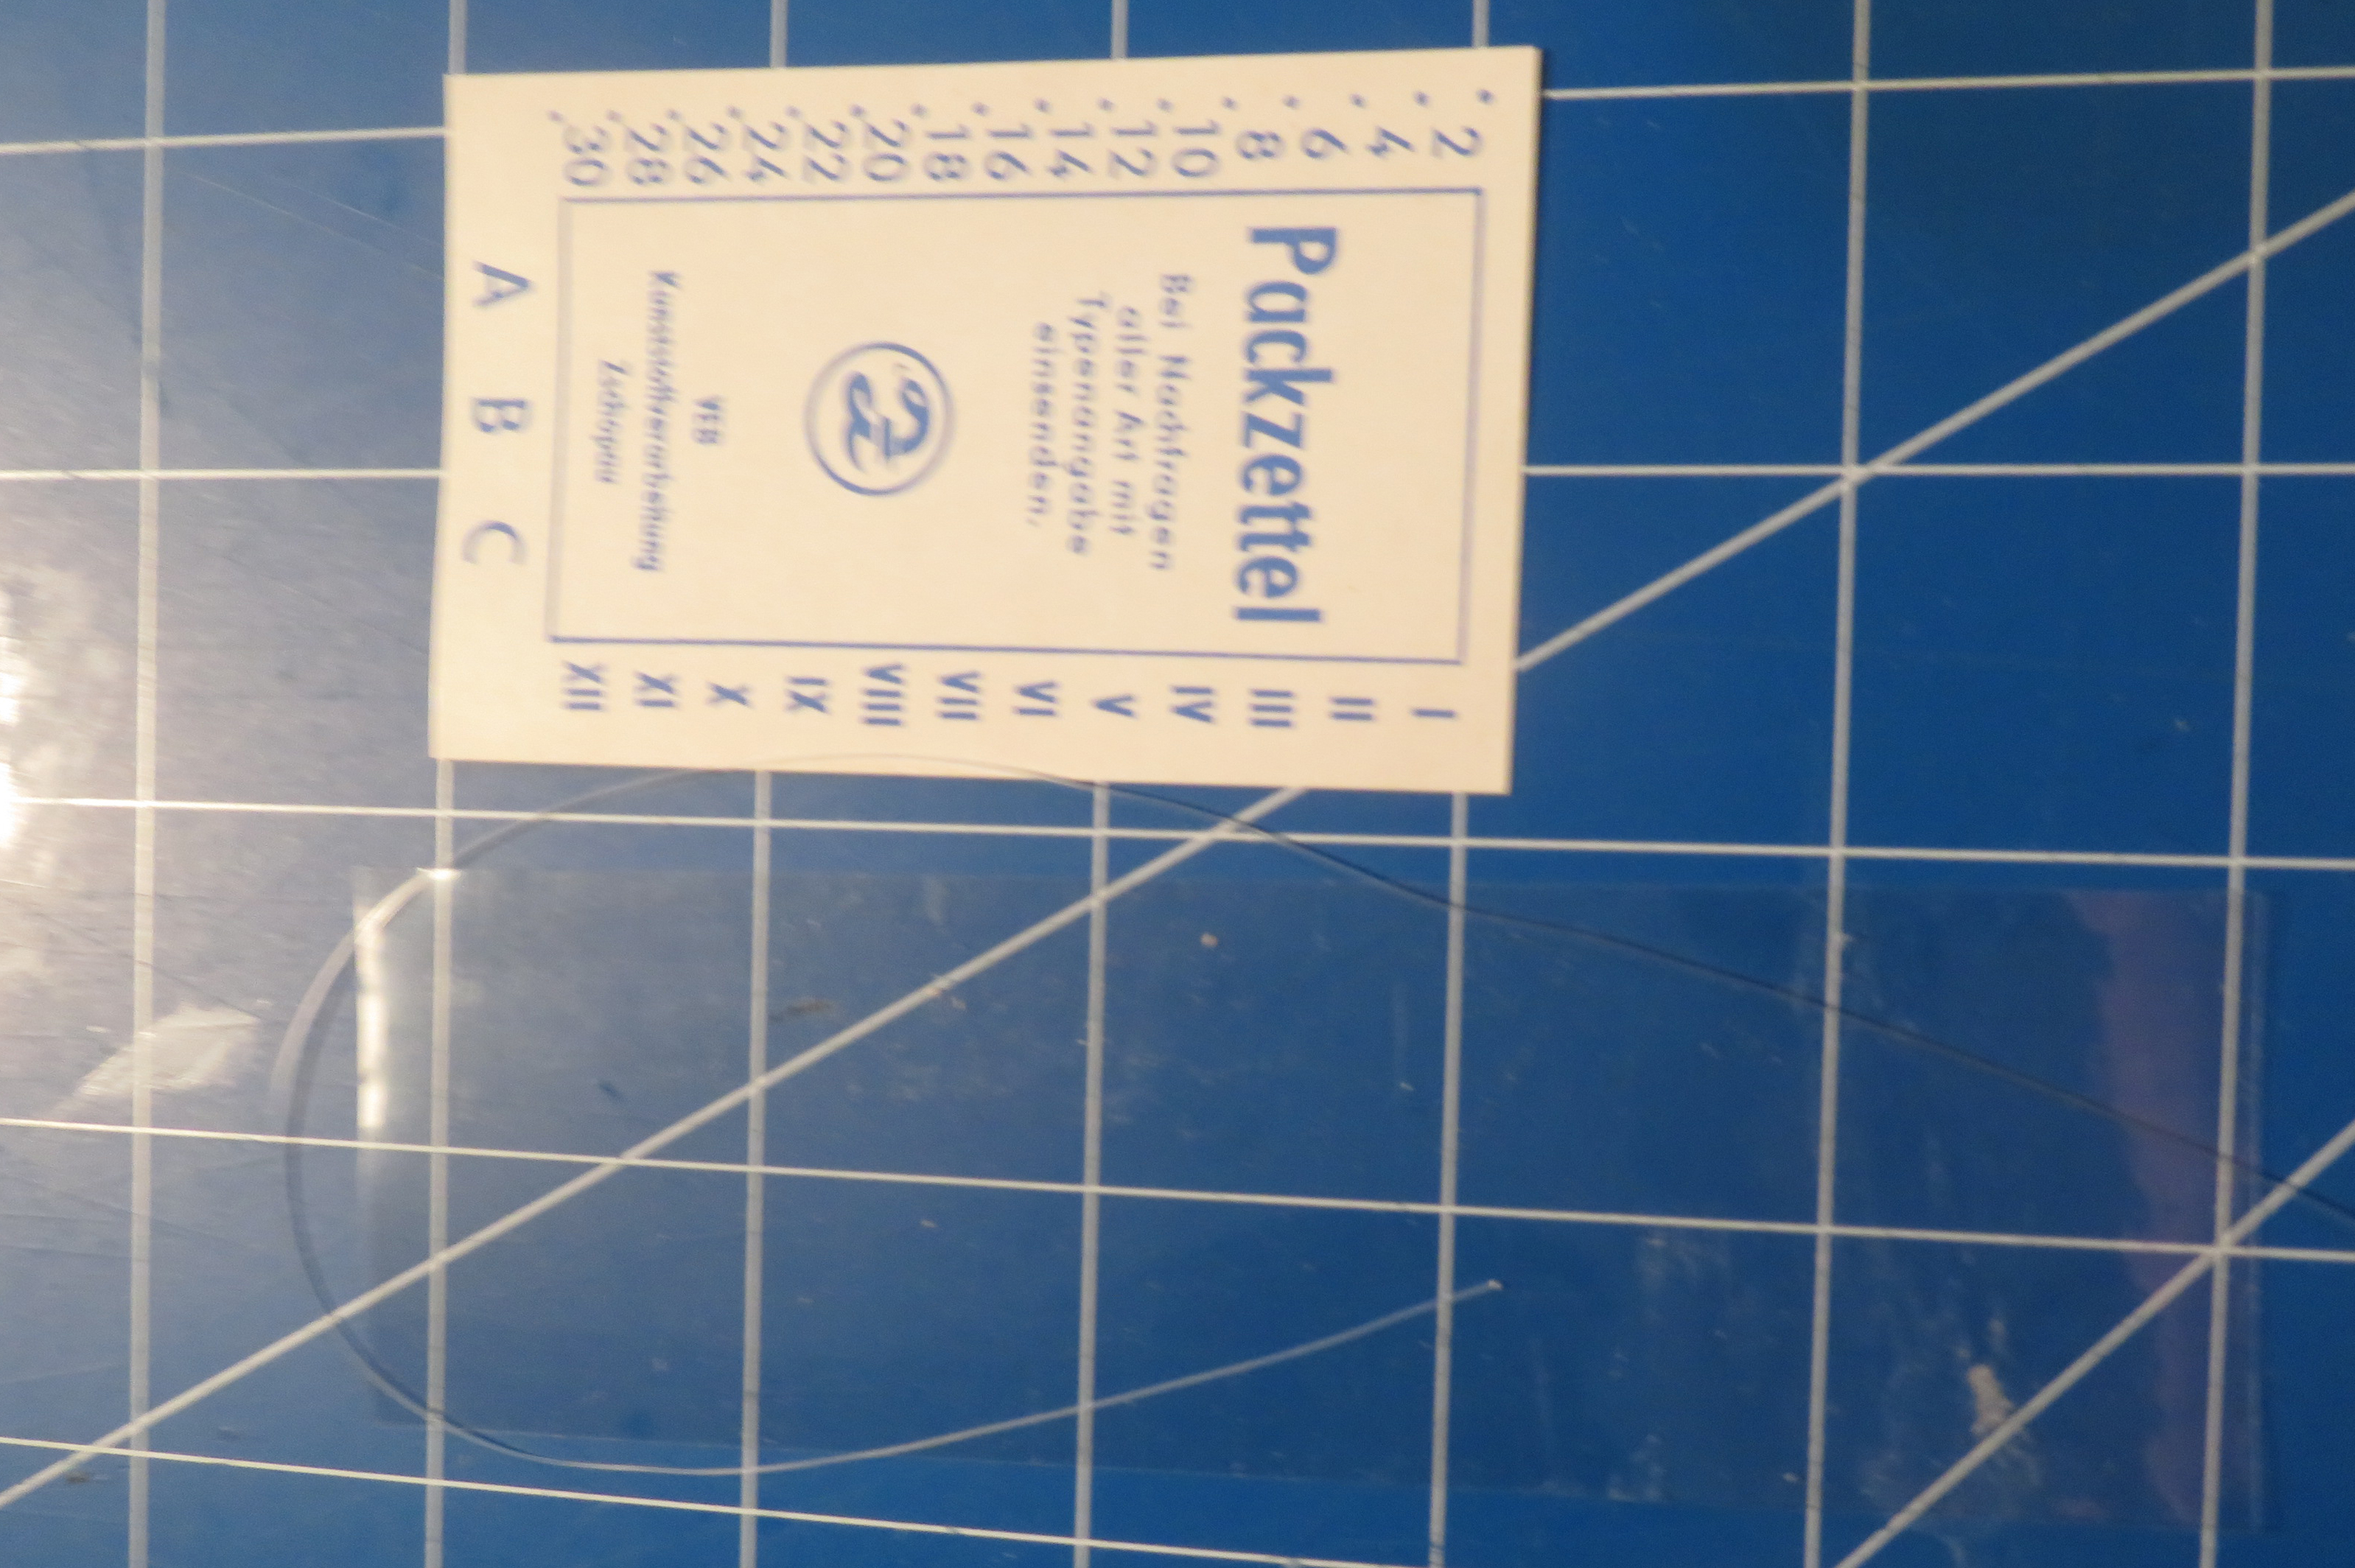 2
4
6
8
10
12
14
16
18
20
22
24
26
28
30
Packzettel
Bei Nachfragen
aller Art mit
Typenangabe
einsenden.
VEB
Kunststoffverarbeitung
Zschopau
I
II
III
IV
V
VI
VII
VIII
IX
X
XI
XII
A B C